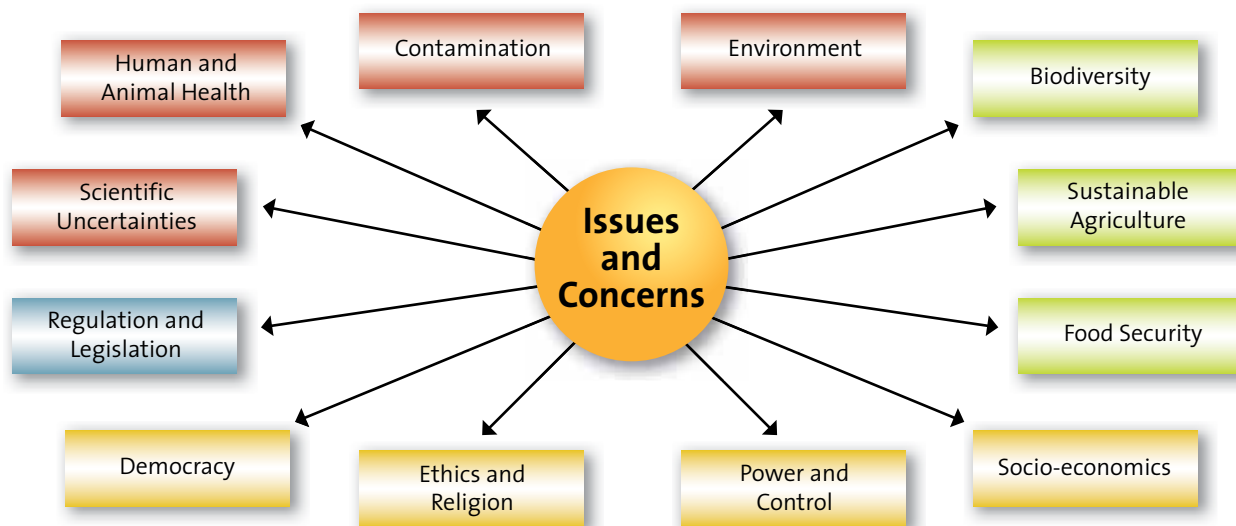 Contamination
Environment
Human and
Animal Health
Biodiversity
Scientific
Uncertainties
Sustainable
Agriculture
Issues
and
Concerns
Regulation and
Legislation
Food Security
Democracy
Ethics and
Religion
Power and
Control
Socio-economics